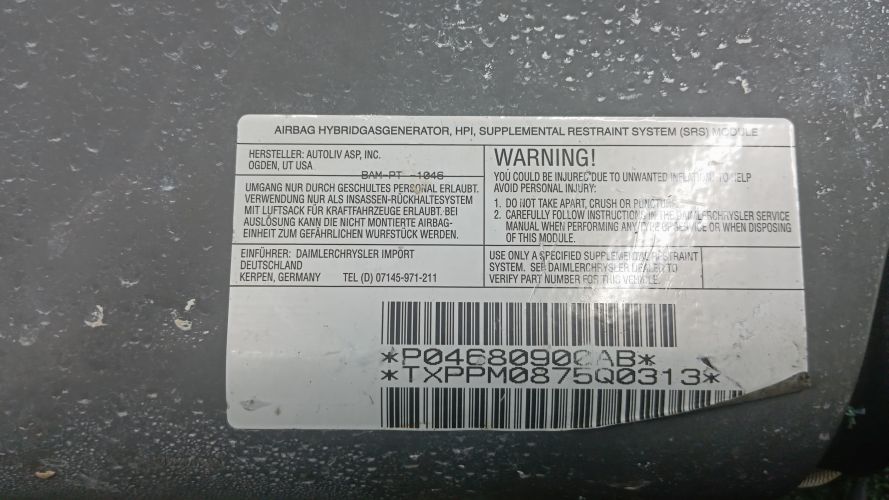 AIRBAG HYBRIDGASGENERATOR, HPI, SUPPLEMENTAL RESTRAINT SYSTEM (SRS) MODULE
HERSTELLER: AUTOLIV ASP, INC.
OGDEN, UT USA
BAM-PT -1046
UMGANG NUR DURCH GESCHULTES PERSONAL ERLAUBT.
VERWENDUNG NUR ALS INSASSEN-RÜCKHALTESYSTEM
MIT LUFTSACK FÜR KRAFTFAHRZEUGE ERLAUBT. BEI
AUSLÖSUNG KANN DIE NICHT MONTIERTE AIRBAG-
EINHEIT ZUM GEFÄHRLICHEN WURFSTÜCK WERDEN.
EINFÜHRER: DAIMLERCHRYSLER IMPORT
DEUTSCHLAND
KERPEN, GERMANY TEL (D) 07145-971-211
WARNING!
YOU COULD BE INJURED DUE TO UNWANTED INFLATION. TO HELP
AVOID PERSONAL INJURY:
1. DO NOT TAKE APART, CRUSH OR PUNCTURE.
2. CAREFULLY FOLLOW INSTRUCTIONS IN THE DAIMLERCHRYSLER SERVICE
MANUAL WHEN PERFORMING ANY TYPE OF SERVICE OR WHEN DISPOSING
OF THIS MODULE.
USE ONLY A SPECIFIED SUPPLEMENTAL RESTRAINT
SYSTEM. SEE DAIMLERCHRYSLER DEALER TO
VERIFY PART NUMBER FOR THIS VEHICLE.
*P04680900AB*
*TXPPM0875Q0313*